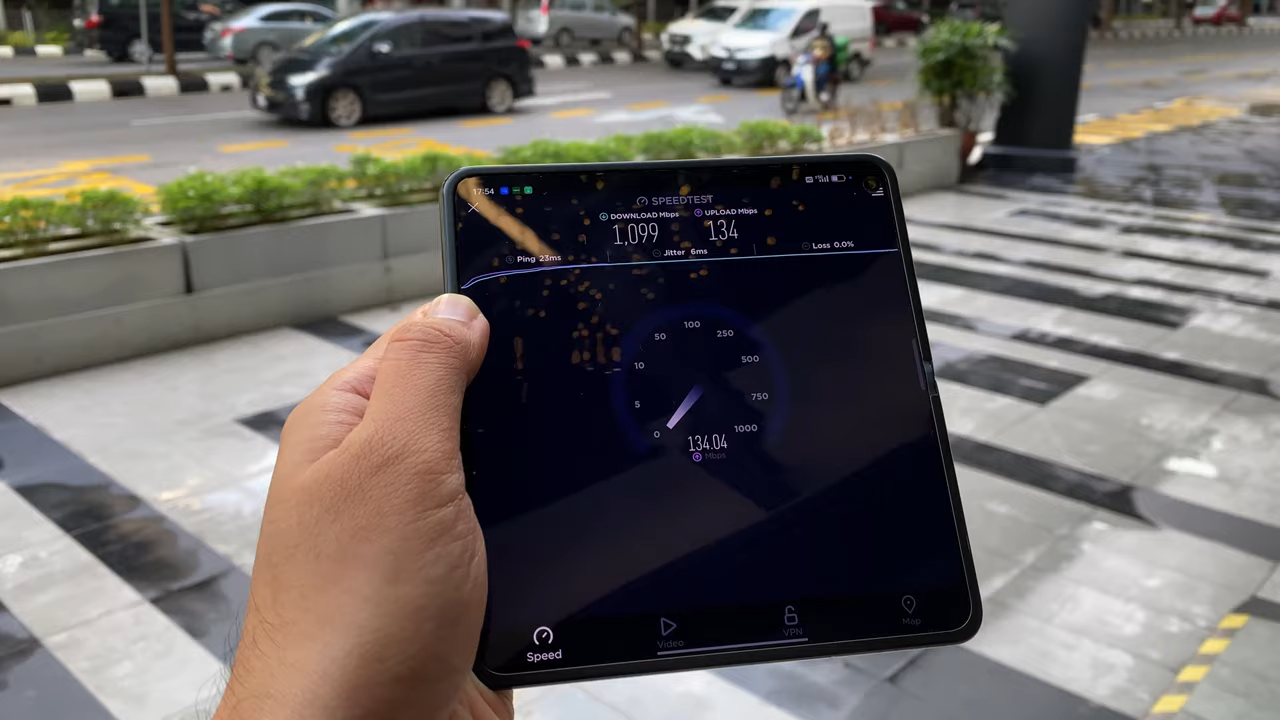 17:54
SPEEDTEST
DOWNLOAD Mbps UPLOAD Mbps
1,099 134
Ping 23ms Jitter 6ms Loss 0.0%
100
50 250
10 500
5 750
0 1000
134.04
Mbps
Speed Video VPN Map